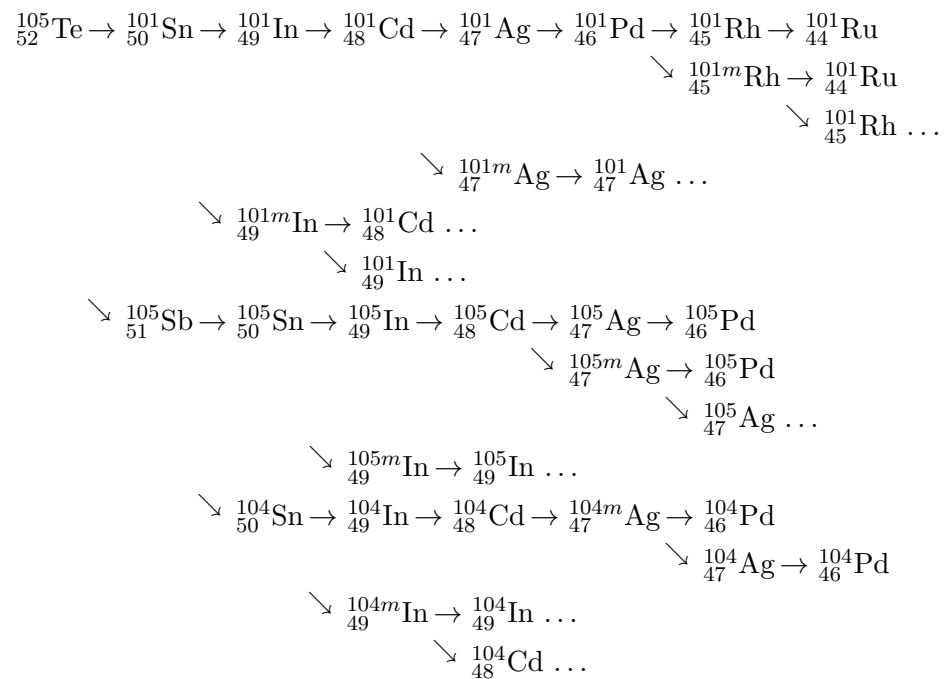 ¹⁰⁵₅₂Te → ¹⁰¹₅₀Sn → ¹⁰¹₄₉In → ¹⁰¹₄₈Cd → ¹⁰¹₄₇Ag → ¹⁰¹₄₆Pd → ¹⁰¹₄₅Rh → ¹⁰¹₄₄Ru
↘ ¹⁰¹ᵐ₄₅Rh → ¹⁰¹₄₄Ru
↘ ¹⁰¹₄₅Rh ...
↘ ¹⁰¹ᵐ₄₇Ag → ¹⁰¹₄₇Ag ...
↘ ¹⁰¹ᵐ₄₉In → ¹⁰¹₄₈Cd ...
↘ ¹⁰¹₄₉In ...
↘ ¹⁰⁵₅₁Sb → ¹⁰⁵₅₀Sn → ¹⁰⁵₄₉In → ¹⁰⁵₄₈Cd → ¹⁰⁵₄₇Ag → ¹⁰⁵₄₆Pd
↘ ¹⁰⁵ᵐ₄₇Ag → ¹⁰⁵₄₆Pd
↘ ¹⁰⁵₄₇Ag ...
↘ ¹⁰⁵ᵐ₄₉In → ¹⁰⁵₄₉In ...
↘ ¹⁰⁴₅₀Sn → ¹⁰⁴₄₉In → ¹⁰⁴₄₈Cd → ¹⁰⁴ᵐ₄₇Ag → ¹⁰⁴₄₆Pd
↘ ¹⁰⁴₄₇Ag → ¹⁰⁴₄₆Pd
↘ ¹⁰⁴ᵐ₄₉In → ¹⁰⁴₄₉In ...
↘ ¹⁰⁴₄₈Cd ...